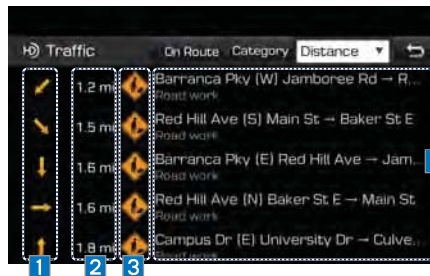 HD Traffic On Route Category Distance
1.2 mi Barranca Pky (W) Jamboree Rd → R...
Road work
1.5 mi Red Hill Ave (S) Main St → Baker St E
Road work
1.6 mi Barranca Pky (E) Red Hill Ave → Jam...
Road work
1.6 mi Red Hill Ave (N) Baker St E → Main St
Road work
1.8 mi Campus Dr (E) University Dr → Culve...
Road work
1 2 3